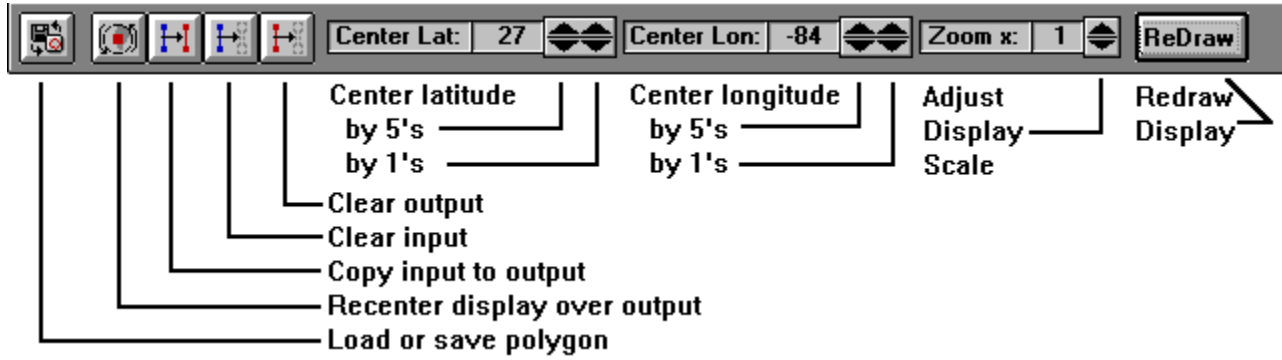 Center Lat: 27 Center Lon: -84 Zoom x: 1 ReDraw
Center latitude
by 5's
by 1's
Center longitude
by 5's
by 1's
Adjust
Display
Scale
Redraw
Display
Clear output
Clear input
Copy input to output
Recenter display over output
Load or save polygon